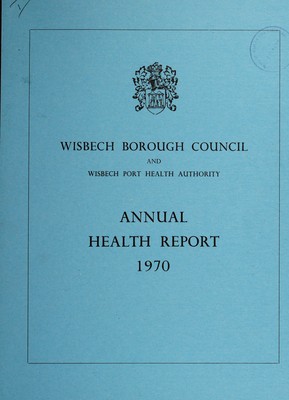 WISBECH BOROUGH COUNCIL
AND
WISBECH PORT HEALTH AUTHORITY
ANNUAL
HEALTH REPORT
1970